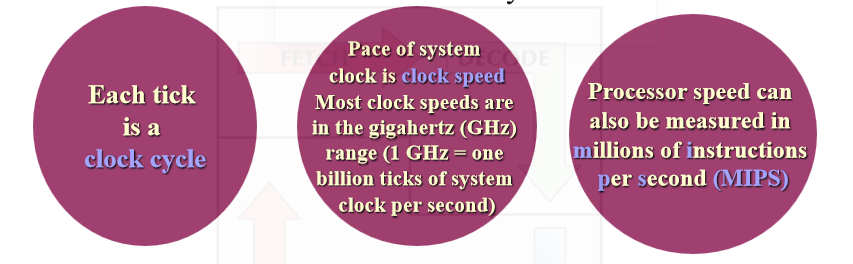 Each tick
is a
clock cycle
Pace of system
clock is clock speed
Most clock speeds are
in the gigahertz (GHz)
range (1 GHz = one
billion ticks of system
clock per second)
Processor speed can
also be measured in
millions of instructions
per second (MIPS)
FETCH
DECODE